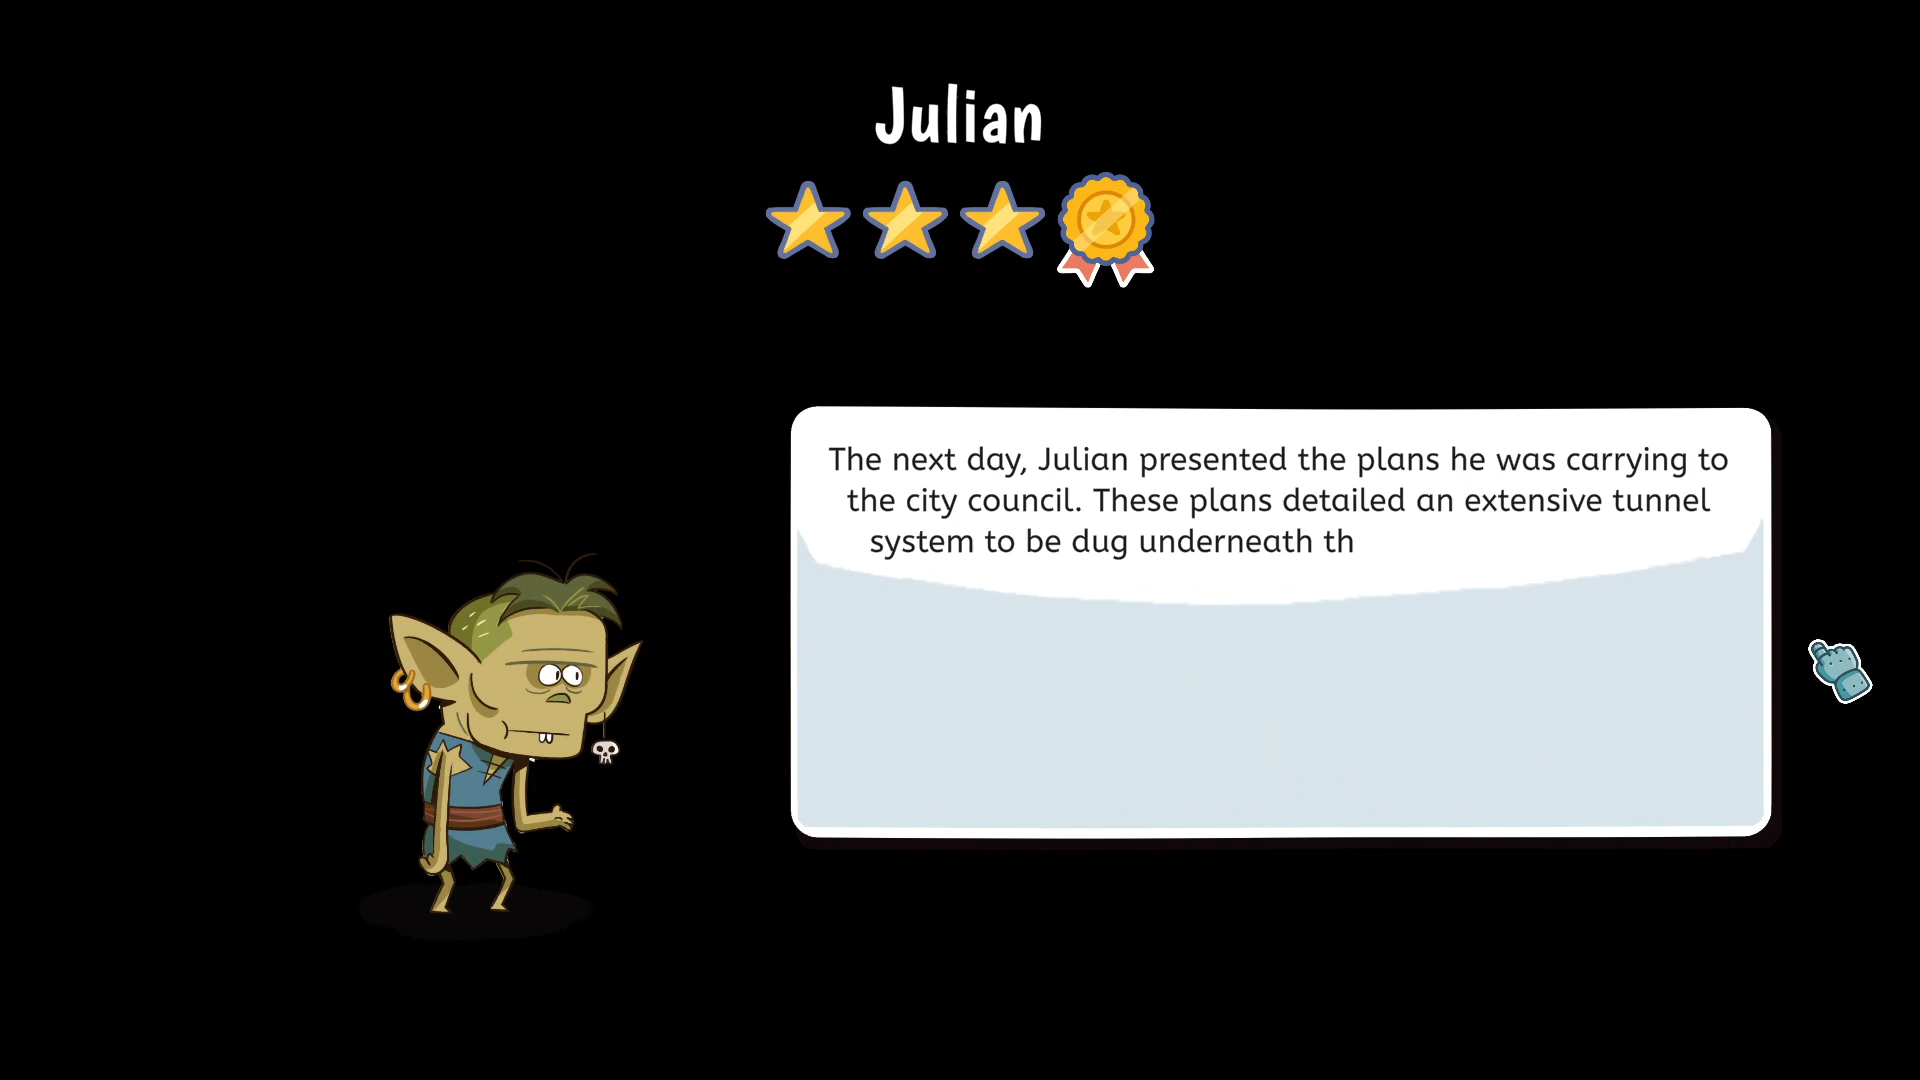 Julian
The next day, Julian presented the plans he was carrying to
the city council. These plans detailed an extensive tunnel
system to be dug underneath th